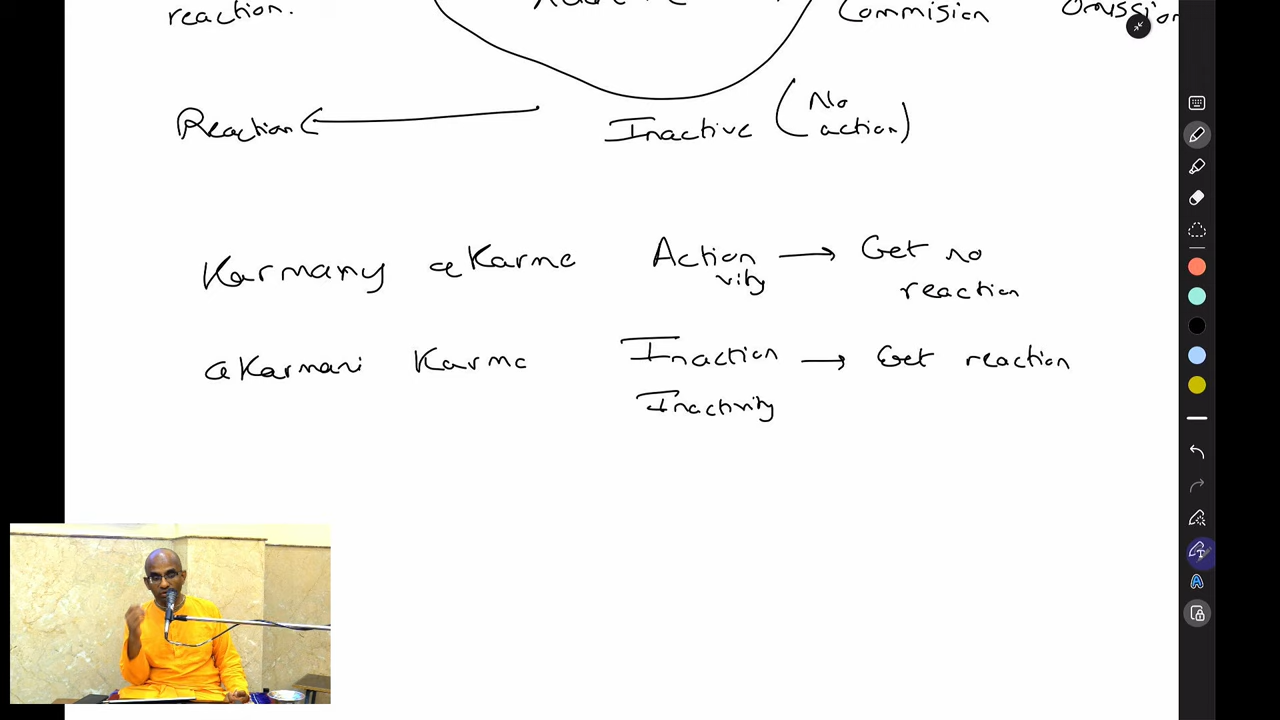 reaction.
Commision
Omission
Reaction
Inactive (No action)
Karmany akarma Action → Get no
vity reaction
akarmani Karma Inaction → Get reaction
Inactivity